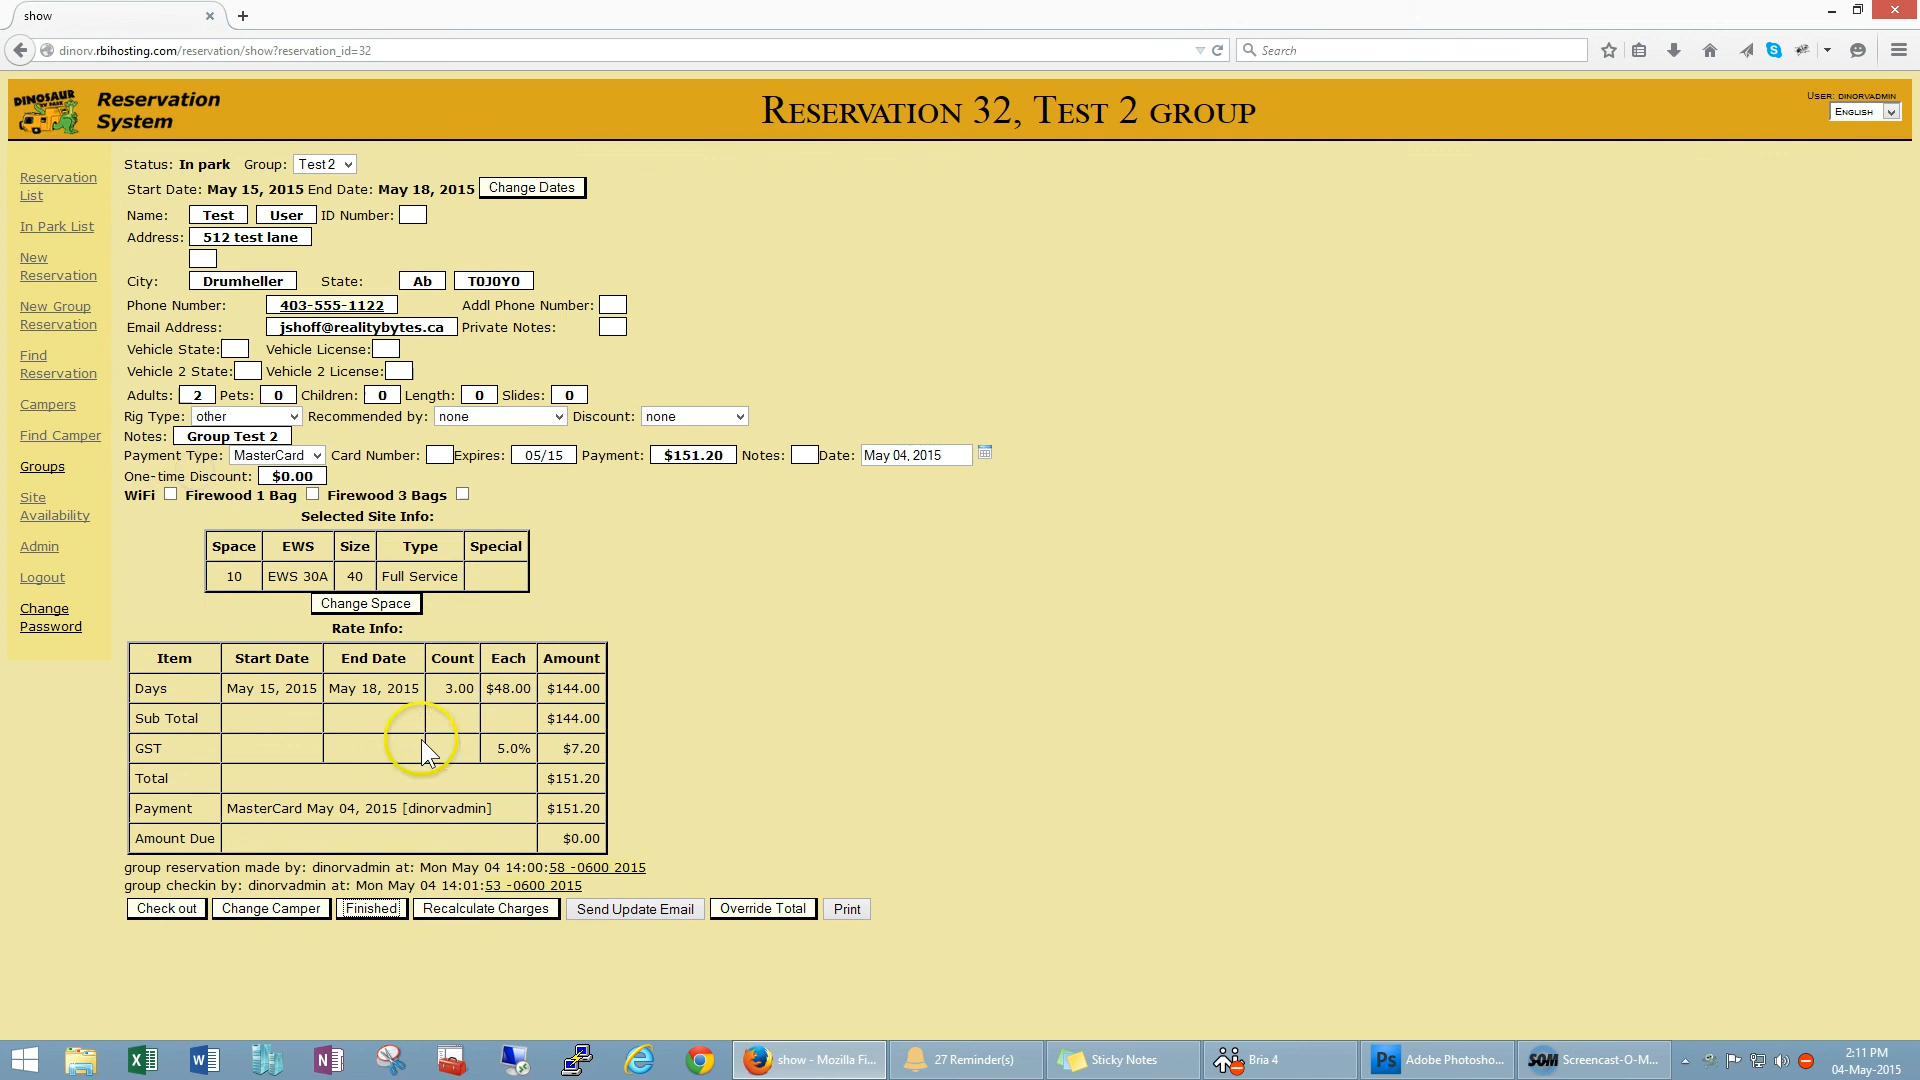 show
dinorv.rbihosting.com/reservation/show?reservation_id=32
Search
DINOSAUR
RV PARK
Reservation
System
Reservation 32, Test 2 group
User: dinorvadmin
English
Reservation
List
In Park List
New
Reservation
New Group
Reservation
Find
Reservation
Campers
Find Camper
Groups
Site
Availability
Admin
Logout
Change
Password
Status: In park Group: Test 2
Start Date: May 15, 2015 End Date: May 18, 2015 Change Dates
Name: Test User ID Number:
Address: 512 test lane
City: Drumheller State: Ab T0J0Y0
Phone Number: 403-555-1122 Addl Phone Number:
Email Address: jshoff@realitybytes.ca Private Notes:
Vehicle State: Vehicle License:
Vehicle 2 State: Vehicle 2 License:
Adults: 2 Pets: 0 Children: 0 Length: 0 Slides: 0
Rig Type: other Recommended by: none Discount: none
Notes: Group Test 2
Payment Type: MasterCard Card Number: Expires: 05/15 Payment: $151.20 Notes: Date: May 04, 2015
One-time Discount: $0.00
WiFi Firewood 1 Bag Firewood 3 Bags
Selected Site Info:
Space EWS Size Type Special
10 EWS 30A 40 Full Service
Change Space
Rate Info:
Item Start Date End Date Count Each Amount
Days May 15, 2015 May 18, 2015 3.00 $48.00 $144.00
Sub Total $144.00
GST 5.0% $7.20
Total $151.20
Payment MasterCard May 04, 2015 [dinorvadmin] $151.20
Amount Due $0.00
group reservation made by: dinorvadmin at: Mon May 04 14:00:58 -0600 2015
group checkin by: dinorvadmin at: Mon May 04 14:01:53 -0600 2015
Check out Change Camper Finished Recalculate Charges Send Update Email Override Total Print
show - Mozilla Fi... 27 Reminder(s) Sticky Notes Bria 4 Ps Adobe Photosho... SOM Screencast-O-M...
2:11 PM
04-May-2015